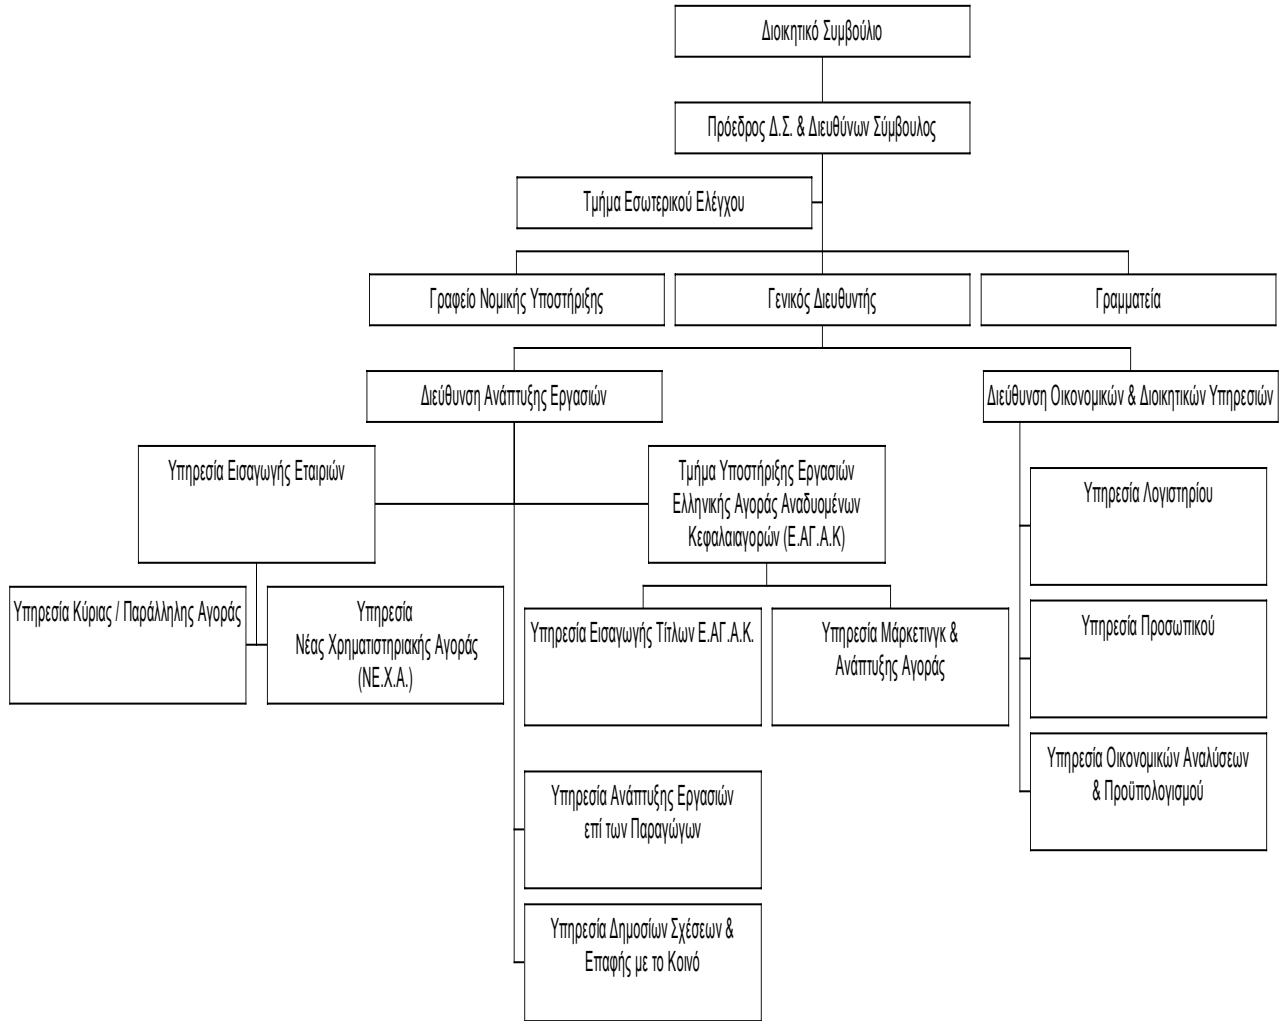 Διοικητικό Συμβούλιο
Πρόεδρος Δ.Σ. & Διευθύνων Σύμβουλος
Τμήμα Εσωτερικού Ελέγχου
Γραφείο Νομικής Υποστήριξης
Γενικός Διευθυντής
Γραμματεία
Διεύθυνση Ανάπτυξης Εργασιών
Διεύθυνση Οικονομικών & Διοικητικών Υπηρεσιών
Υπηρεσία Εισαγωγής Εταιριών
Τμήμα Υποστήριξης Εργασιών
Ελληνικής Αγοράς Αναδυομένων
Κεφαλαιαγορών (Ε.ΑΓ.Α.Κ)
Υπηρεσία Λογιστηρίου
Υπηρεσία Κύριας / Παράλληλης Αγοράς
Υπηρεσία
Νέας Χρηματιστηριακής Αγοράς
(ΝΕ.Χ.Α.)
Υπηρεσία Εισαγωγής Τίτλων Ε.ΑΓ.Α.Κ.
Υπηρεσία Μάρκετινγκ &
Ανάπτυξης Αγοράς
Υπηρεσία Προσωπικού
Υπηρεσία Οικονομικών Αναλύσεων
& Προϋπολογισμού
Υπηρεσία Ανάπτυξης Εργασιών
επί των Παραγώγων
Υπηρεσία Δημοσίων Σχέσεων &
Επαφής με το Κοινό